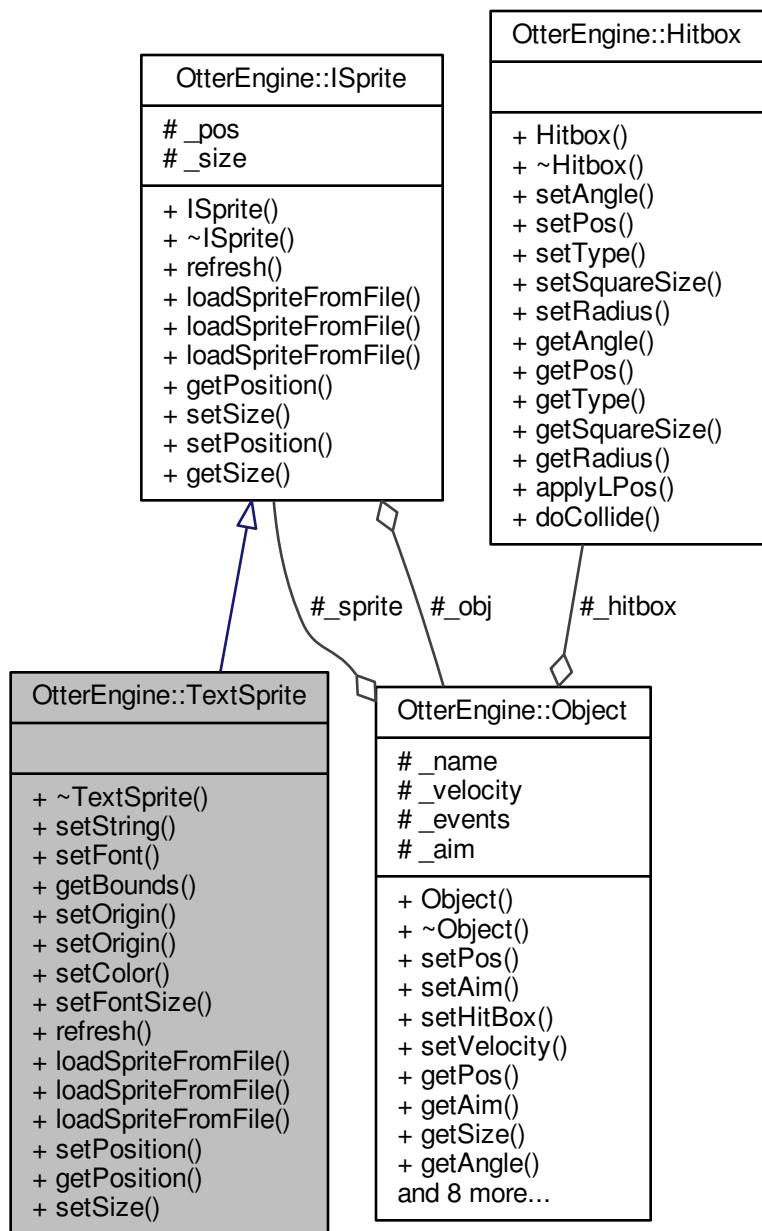 OtterEngine::ISprite
# _pos
# _size
+ ISprite()
+ ~ISprite()
+ refresh()
+ loadSpriteFromFile()
+ loadSpriteFromFile()
+ loadSpriteFromFile()
+ getPosition()
+ setSize()
+ setPosition()
+ getSize()
OtterEngine::Hitbox
+ Hitbox()
+ ~Hitbox()
+ setAngle()
+ setPos()
+ setType()
+ setSquareSize()
+ setRadius()
+ getAngle()
+ getPos()
+ getType()
+ getSquareSize()
+ getRadius()
+ applyLPos()
+ doCollide()
#_sprite
#_obj
#_hitbox
OtterEngine::TextSprite
+ ~TextSprite()
+ setString()
+ setFont()
+ getBounds()
+ setOrigin()
+ setOrigin()
+ setColor()
+ setFontSize()
+ refresh()
+ loadSpriteFromFile()
+ loadSpriteFromFile()
+ loadSpriteFromFile()
+ setPosition()
+ getPosition()
+ setSize()
OtterEngine::Object
# _name
# _velocity
# _events
# _aim
+ Object()
+ ~Object()
+ setPos()
+ setAim()
+ setHitBox()
+ setVelocity()
+ getPos()
+ getAim()
+ getSize()
+ getAngle()
and 8 more...